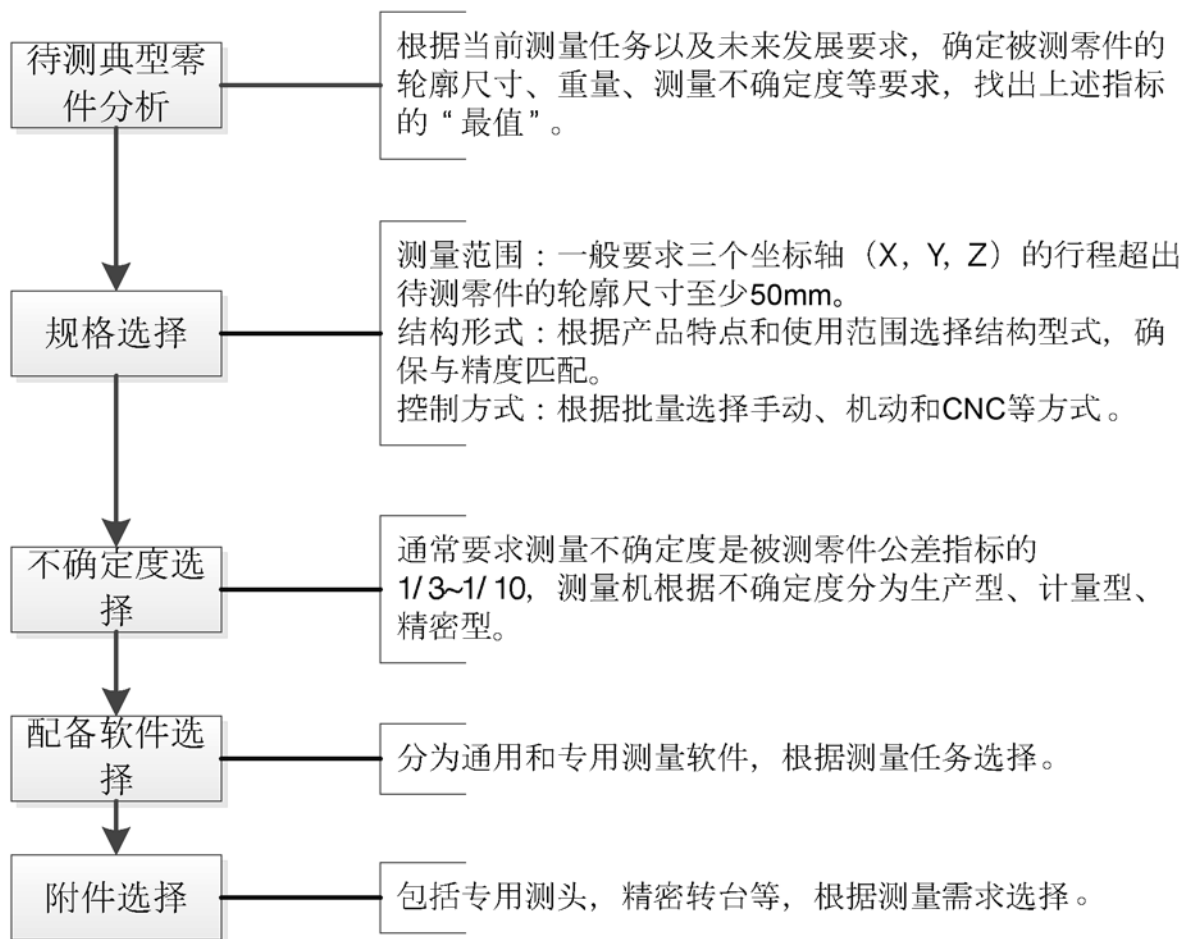 待测典型零
件分析
根据当前测量任务以及未来发展要求，确定被测零件的
轮廓尺寸、重量、测量不确定度等要求，找出上述指标
的“最值”。
规格选择
测量范围：一般要求三个坐标轴（X，Y，Z）的行程超出
待测零件的轮廓尺寸至少50mm。
结构形式：根据产品特点和使用范围选择结构型式，确
保与精度匹配。
控制方式：根据批量选择手动、机动和CNC等方式。
不确定度选
择
通常要求测量不确定度是被测零件公差指标的
1/3~1/10，测量机根据不确定度分为生产型、计量型、
精密型。
配备软件选
择
分为通用和专用测量软件，根据测量任务选择。
附件选择
包括专用测头，精密转台等，根据测量需求选择。